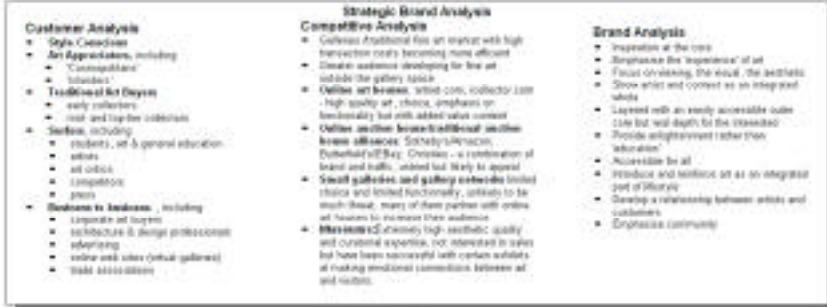 Strategic Brand Analysis
Customer Analysis
• Style Conscious
• Art Appreciators, including
• 'Cosmopolitans'
•
• Traditional Art Buyers
• early collectors
• mid- and top-tier collectors
• Surfers, including
• students, art & general education
• artists
• art critics
• competitors
• press
• Business to business, including
• corporate art buyers
• architecture & design professionals
• advertising
• online web sites (virtual galleries)
• trade associations
Competitive Analysis
• Galleries (traditional fine art market with high
transaction costs) becoming more efficient
• Greater audience developing for fine art
outside the gallery space
• Online art houses, artnet.com, icollector.com
- high quality art, choice, emphasis on
functionality but with added value content
• Online auction house/traditional auction
house alliances: Sotheby's/Amazon,
Butterfield's/EBay, Christies - a combination of
brand and traffic, untried but likely to appeal
• Small galleries and gallery networks limited
choice and limited functionality, unlikely to be
much threat, many of them partner with online
art houses to increase their audience
• Museums: Extremely high aesthetic quality
and curatorial expertise, not interested in sales
but have been successful with certain exhibits
at making emotional connections between art
and visitors.
Brand Analysis
• Inspiration at the core
• Emphasise the 'experience' of art
• Focus on viewing, the visual, the aesthetic
• Show artist and context as an integrated
whole
• Layered with an easily accessible outer
core but real depth for the interested
• Provide enlightenment rather than
'education'
• Accessible for all
• Introduce and reinforce art as an integrated
part of lifestyle
• Develop a relationship between artists and
customers
• Emphasise community